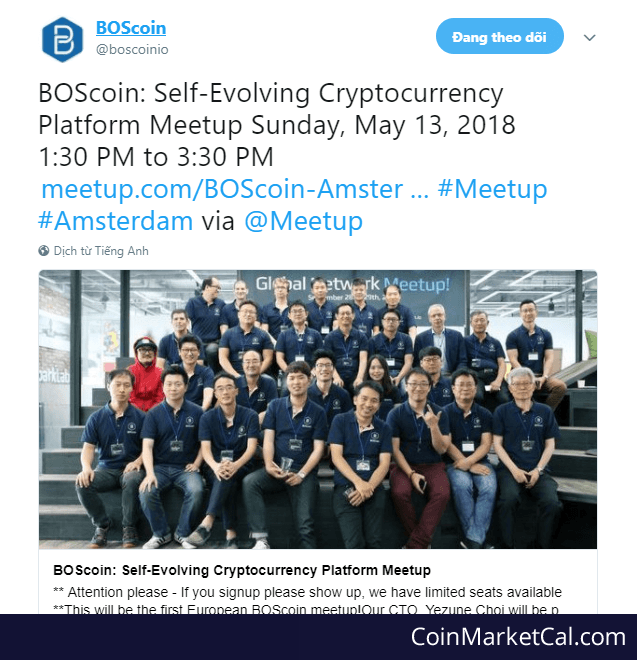 BOScoin
@boscoinio
Đang theo dõi
BOScoin: Self-Evolving Cryptocurrency
Platform Meetup Sunday, May 13, 2018
1:30 PM to 3:30 PM
meetup.com/BOScoin-Amster ... #Meetup
#Amsterdam via @Meetup
Dịch từ Tiếng Anh
Global Network Meetup!
29th,
BOScoin: Self-Evolving Cryptocurrency Platform Meetup
** Attention please - If you signup please show up, we have limited seats available
**This will be the first European BOScoin meetup!Our CTO, Yezune Choi will be p
CoinMarketCal.com